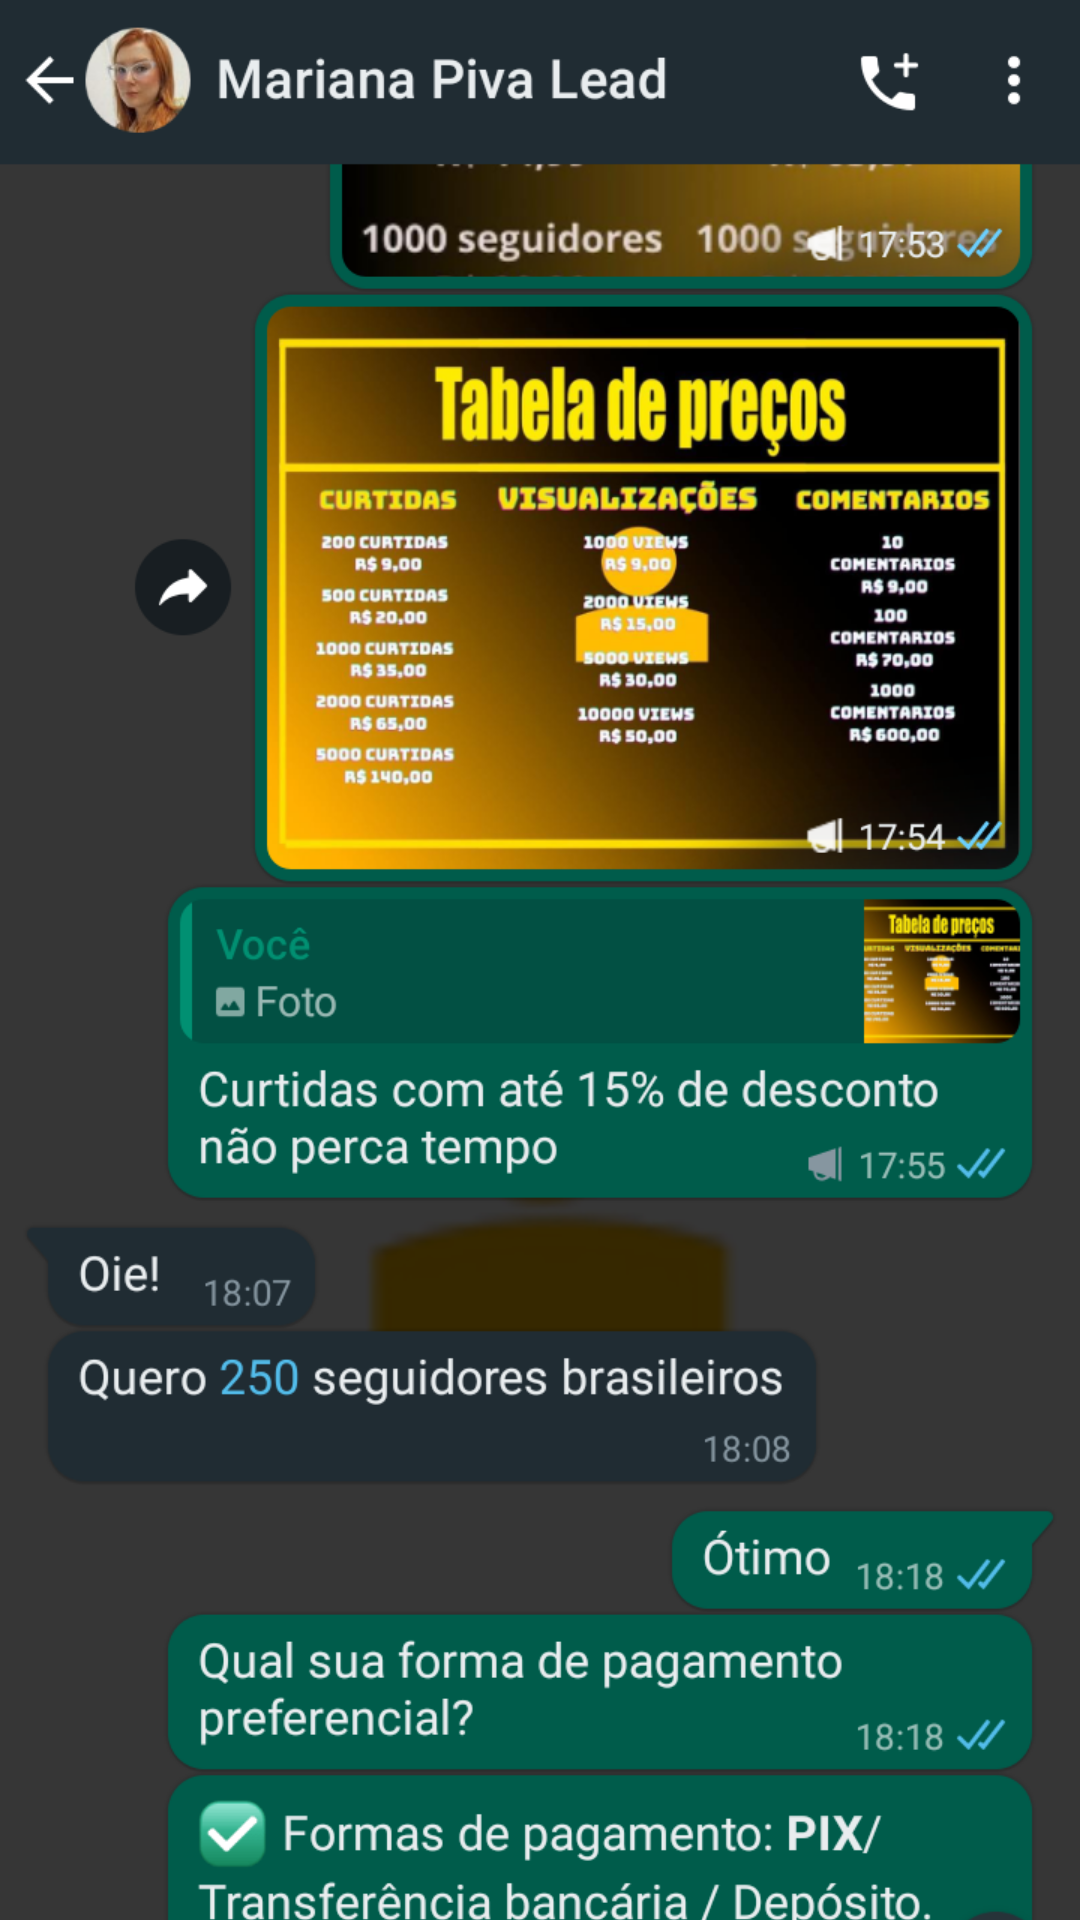 Mariana Piva Lead
1000 seguidores 1000 seguidores
17:53
Tabela de preços
CURTIDAS
200 CURTIDAS
R$ 9,00
500 CURTIDAS
R$ 20,00
1000 CURTIDAS
R$ 35,00
2000 CURTIDAS
R$ 65,00
5000 CURTIDAS
R$ 140,00
VISUALIZAÇÕES
1000 VIEWS
R$ 9,00
2000 VIEWS
R$ 15,00
5000 VIEWS
R$ 30,00
10000 VIEWS
R$ 50,00
COMENTARIOS
10
COMENTARIOS
R$ 9,00
100
COMENTARIOS
R$ 70,00
1000
COMENTARIOS
R$ 600,00
17:54
Você
Foto
Tabela de preços
VISUALIZAÇÕES
Curtidas com até 15% de desconto
não perca tempo
17:55
Oie!
18:07
Quero 250 seguidores brasileiros
18:08
Ótimo
18:18
Qual sua forma de pagamento
preferencial?
18:18
✅ Formas de pagamento: PIX/
Transferência bancária / Depósito.